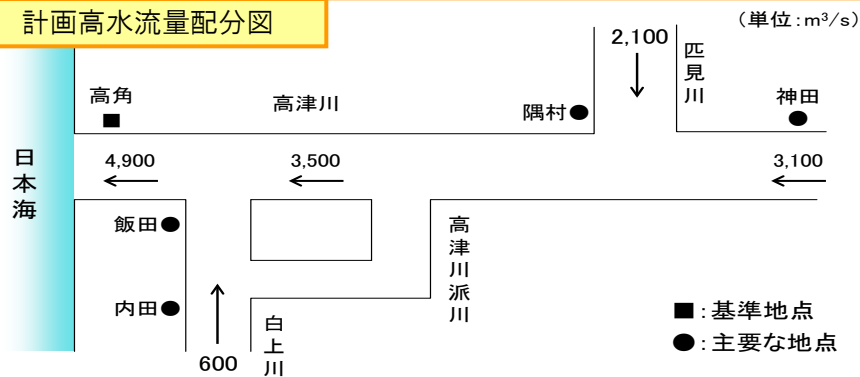 計画高水流量配分図
(単位:m³/s)
2,100
匹見川
高角
高津川
隅村●
神田
日本海
4,900
3,500
3,100
飯田●
高津川派川
内田●
白上川
600
■:基準地点
●:主要な地点